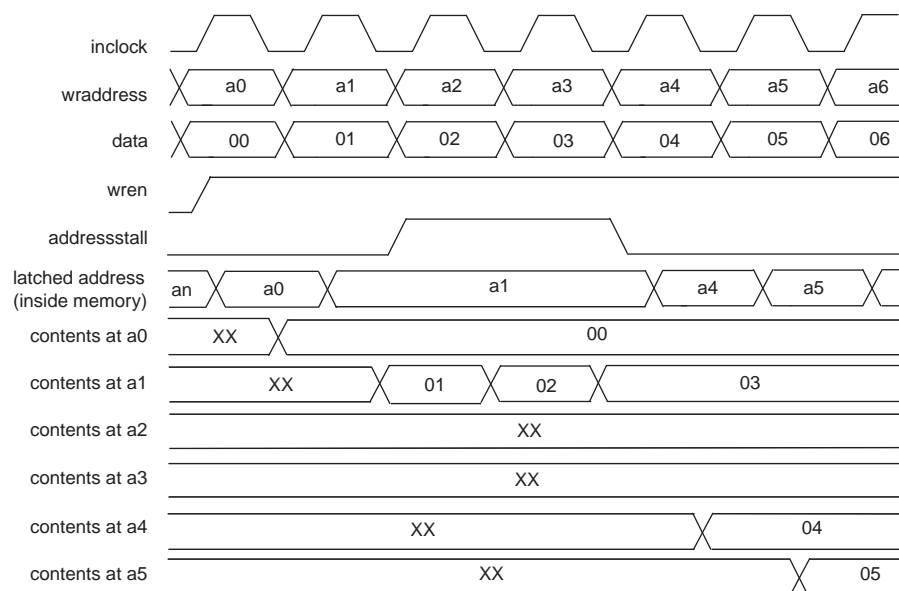 inclock
wraddress a0 a1 a2 a3 a4 a5 a6
data 00 01 02 03 04 05 06
wren
addressstall
latched address
(inside memory) an a0 a1 a4 a5
contents at a0 XX 00
contents at a1 XX 01 02 03
contents at a2 XX
contents at a3 XX
contents at a4 XX 04
contents at a5 XX 05